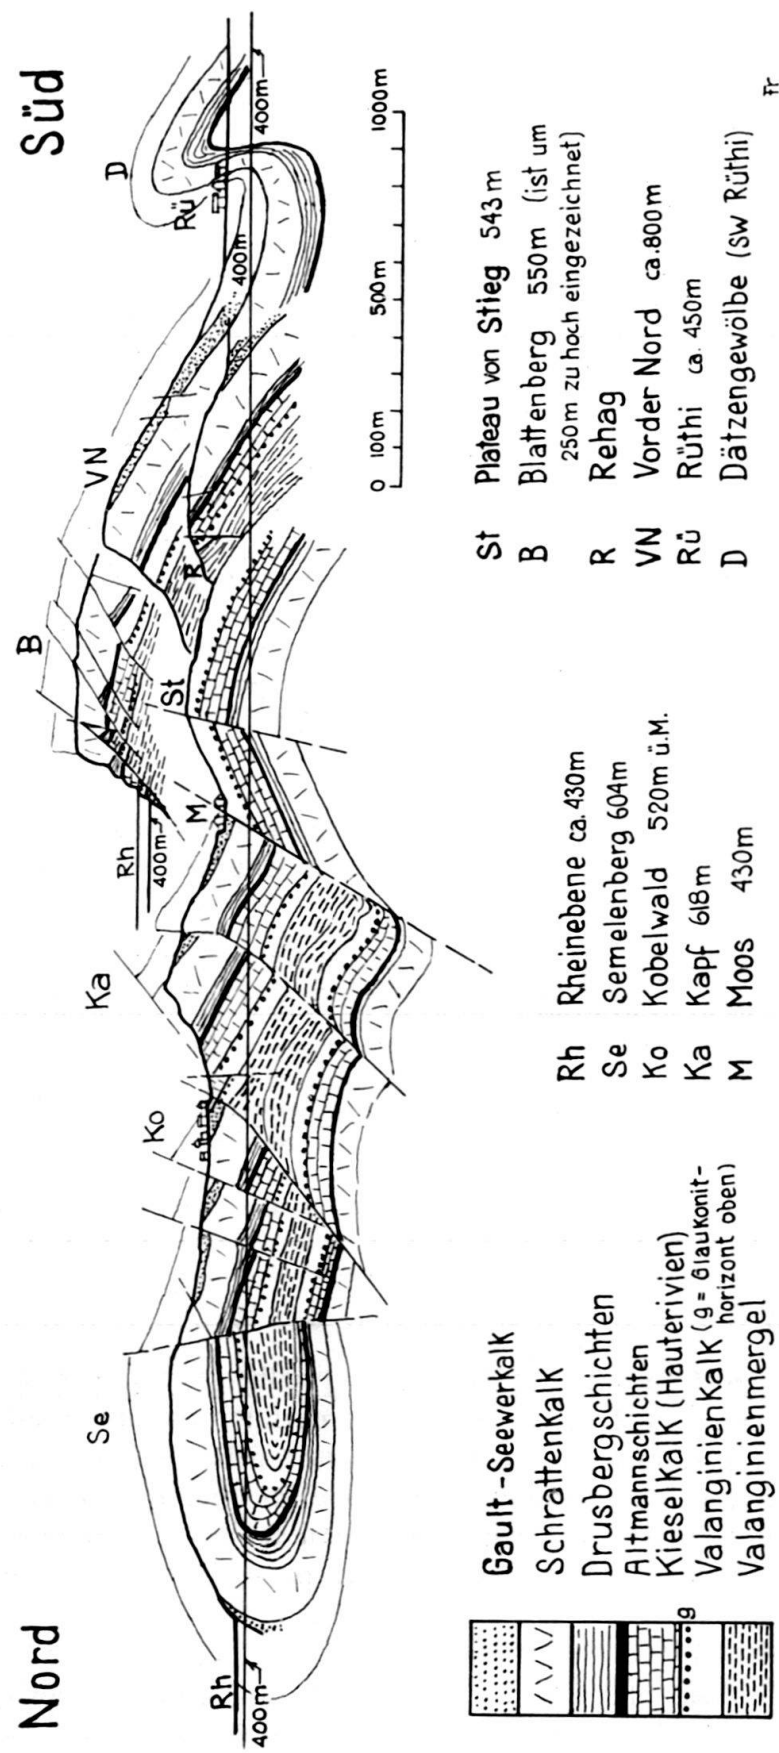 Nord
Süd
Se
Ko
Ka
M
St
R
B
VN
Rü
D
Rh
400m
Rh
400m
400m
400m
0 100m 500m 1000m
Gault-Seewerkalk
Schrattenkalk
Drusbergschichten
Altmannschichten
Kieselkalk (Hauterivien)
g Valanginienkalk (g = Glaukonit-
horizont oben)
Valanginienmergel
Rh Rheinebene ca. 430m
Se Semelenberg 604m
Ko Kobelwald 520m ü.M.
Ka Kapf 618m
M Moos 430m
St Plateau von Stieg 543m
B Blattenberg 550m (ist um
250m zu hoch eingezeichnet)
R Rehag
VN Vorder Nord ca. 800m
Rü Rüthi ca. 450m
D Dätzengewölbe (SW Rüthi)
Fr